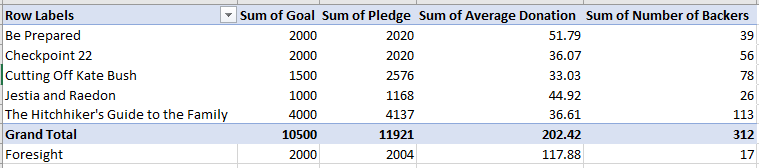 Row Labels Sum of Goal Sum of Pledge Sum of Average Donation Sum of Number of Backers
Be Prepared 2000 2020 51.79 39
Checkpoint 22 2000 2020 36.07 56
Cutting Off Kate Bush 1500 2576 33.03 78
Jestia and Raedon 1000 1168 44.92 26
The Hitchhiker's Guide to the Family 4000 4137 36.61 113
Grand Total 10500 11921 202.42 312
Foresight 2000 2004 117.88 17